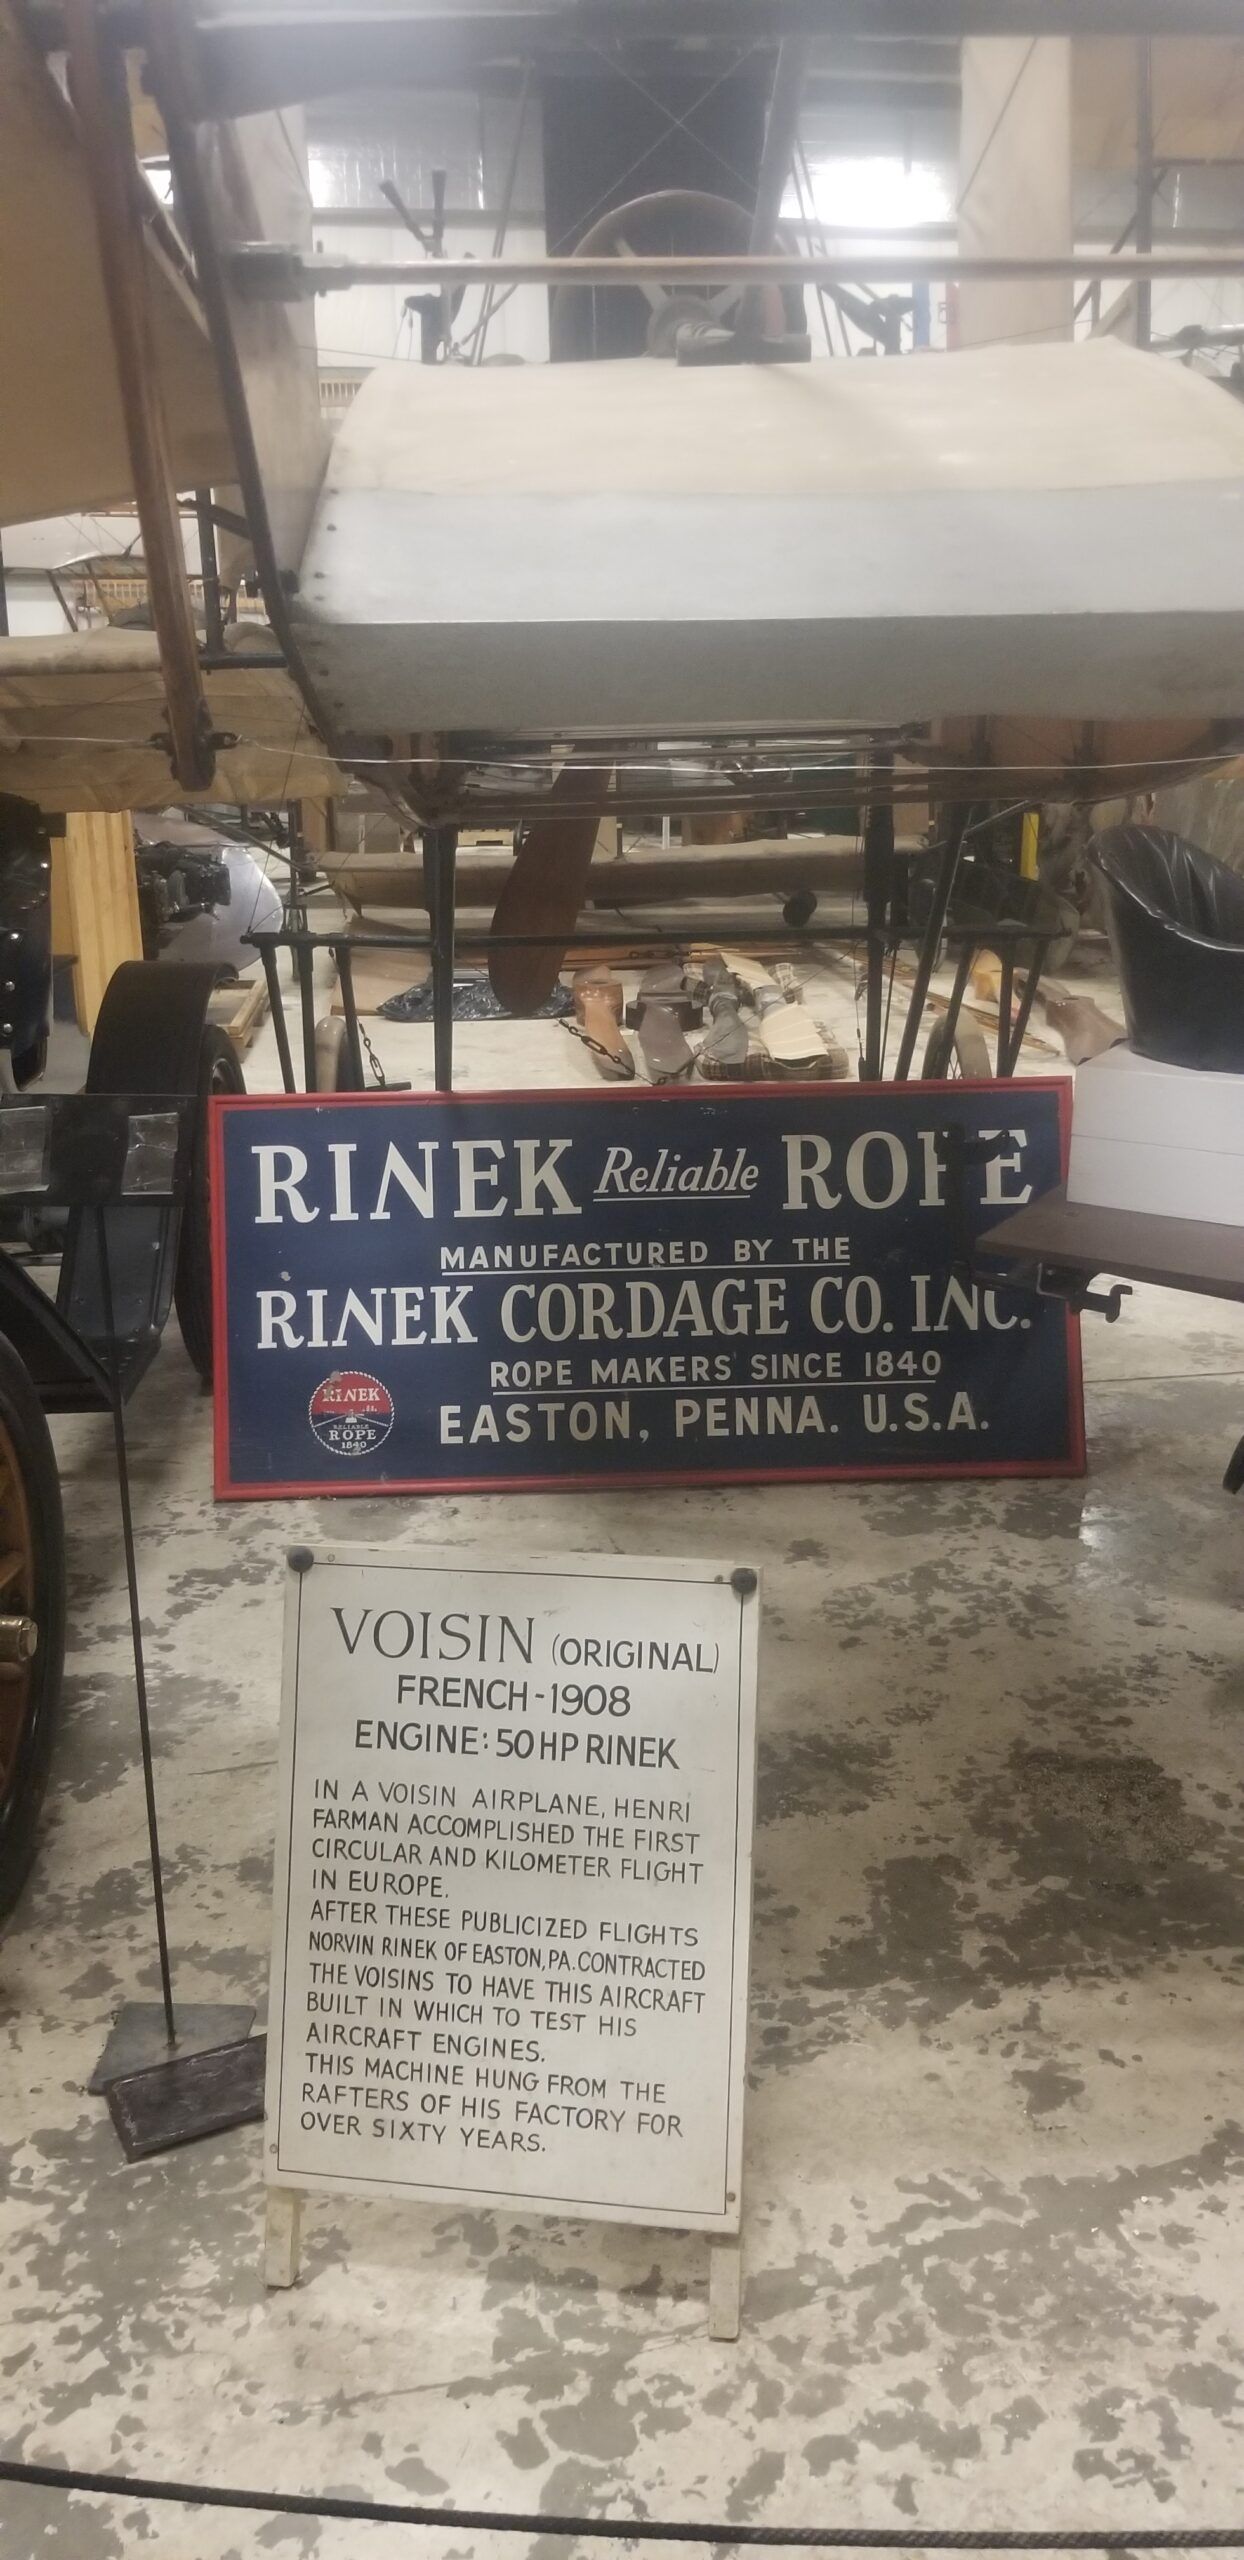 RINEK Reliable ROPE
MANUFACTURED BY THE
RINEK CORDAGE CO. INC.
ROPE MAKERS SINCE 1840
EASTON, PENNA. U.S.A.
RINEK
RELIABLE
ROPE
1840
VOISIN (ORIGINAL)
FRENCH-1908
ENGINE: 50 HP RINEK
IN A VOISIN AIRPLANE, HENRI
FARMAN ACCOMPLISHED THE FIRST
CIRCULAR AND KILOMETER FLIGHT
IN EUROPE.
AFTER THESE PUBLICIZED FLIGHTS
NORVIN RINEK OF EASTON, PA. CONTRACTED
THE VOISINS TO HAVE THIS AIRCRAFT
BUILT IN WHICH TO TEST HIS
AIRCRAFT ENGINES.
THIS MACHINE HUNG FROM THE
RAFTERS OF HIS FACTORY FOR
OVER SIXTY YEARS.